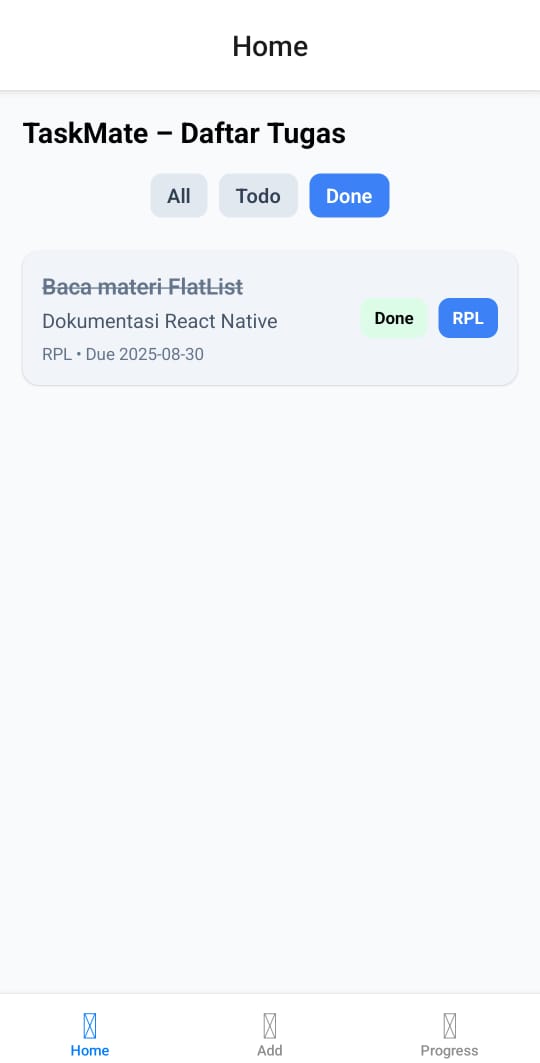 Home
TaskMate – Daftar Tugas
All Todo Done
Baca materi FlatList
Dokumentasi React Native
RPL • Due 2025-08-30
Done RPL
Home Add Progress